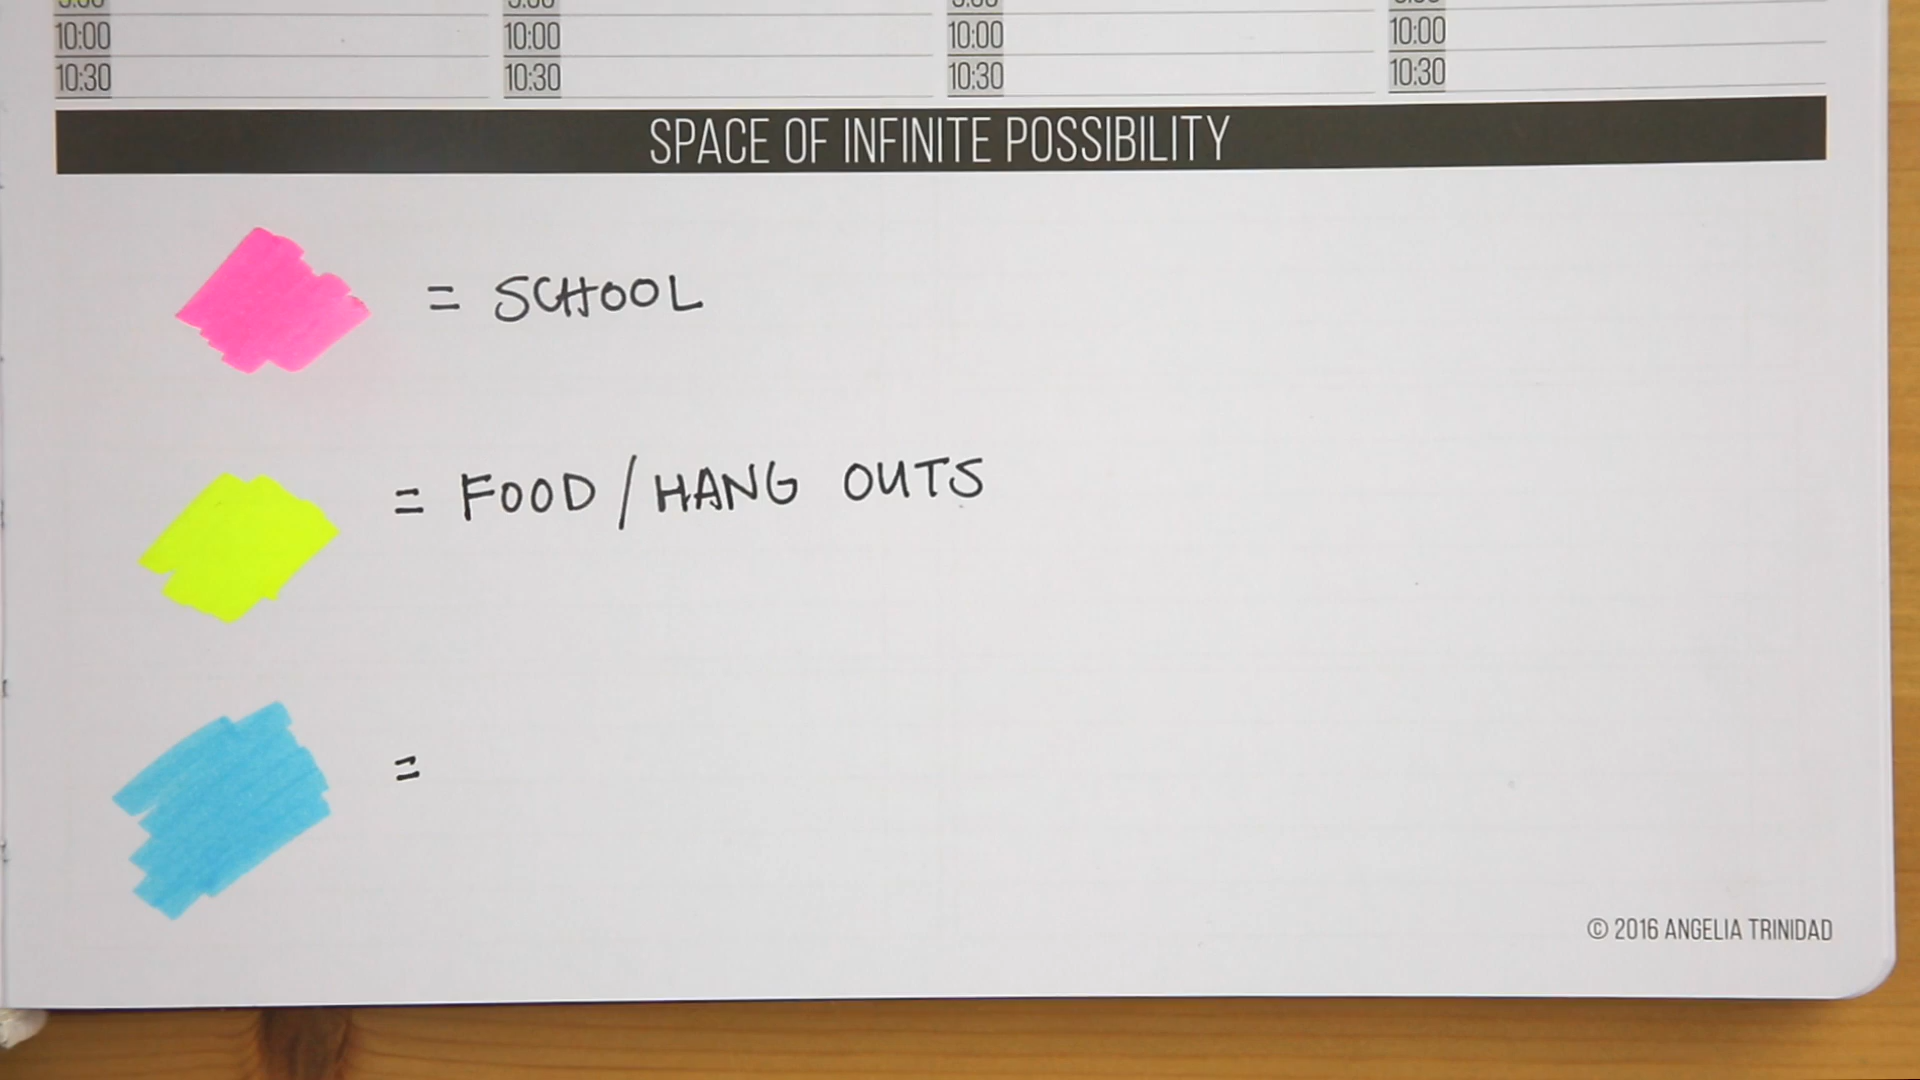 10:00 10:00 10:00 10:00
10:30 10:30 10:30 10:30
SPACE OF INFINITE POSSIBILITY
= SCHOOL
= FOOD / HANG OUTS
=
© 2016 ANGELIA TRINIDAD